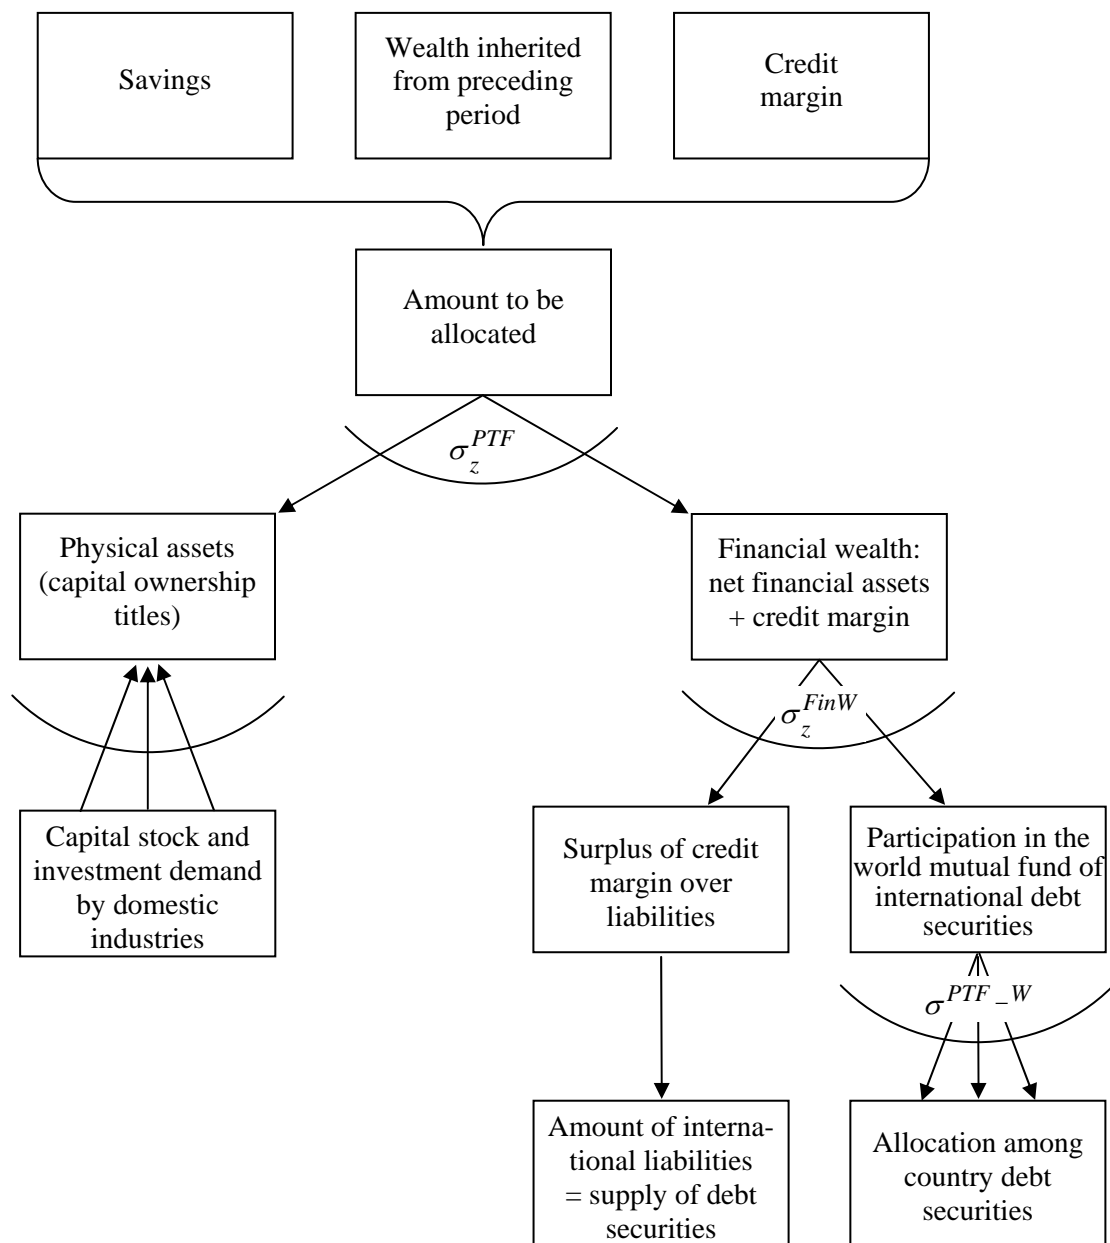 Savings
Wealth inherited
from preceding
period
Credit
margin
Amount to be
allocated
σ_z^{PTF}
Physical assets
(capital ownership
titles)
Financial wealth:
net financial assets
+ credit margin
σ_z^{FinW}
Capital stock and
investment demand
by domestic
industries
Surplus of credit
margin over
liabilities
Participation in the
world mutual fund of
international debt
securities
σ^{PTF_W}
Amount of interna-
tional liabilities
= supply of debt
securities
Allocation among
country debt
securities